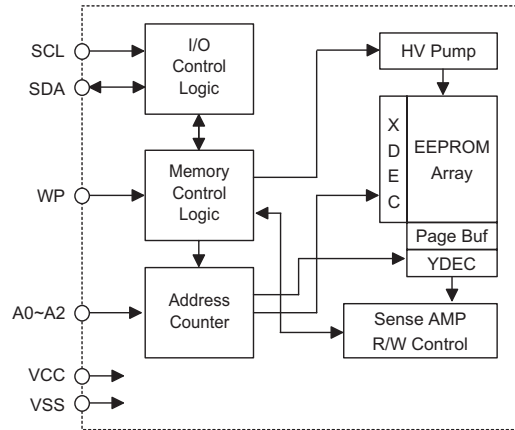 SCL
SDA
WP
A0~A2
VCC
VSS
I/O
Control
Logic
Memory
Control
Logic
Address
Counter
HV Pump
X
D
E
C
EEPROM
Array
Page Buf
YDEC
Sense AMP
R/W Control